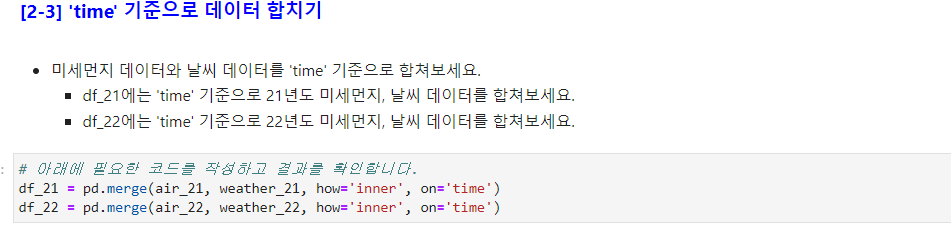 [2-3] 'time' 기준으로 데이터 합치기
미세먼지 데이터와 날씨 데이터를 'time' 기준으로 합쳐보세요.
df_21에는 'time' 기준으로 21년도 미세먼지, 날씨 데이터를 합쳐보세요.
df_22에는 'time' 기준으로 22년도 미세먼지, 날씨 데이터를 합쳐보세요.
# 아래에 필요한 코드를 작성하고 결과를 확인합니다.
df_21 = pd.merge(air_21, weather_21, how='inner', on='time')
df_22 = pd.merge(air_22, weather_22, how='inner', on='time')